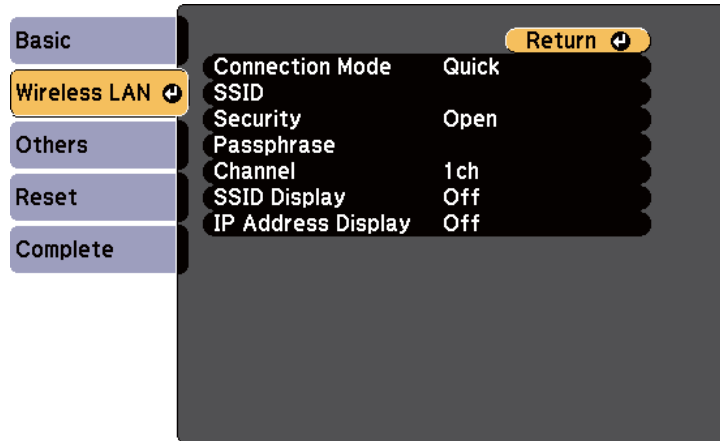 Basic
Wireless LAN
Others
Reset
Complete
Return
Connection Mode Quick
SSID
Security Open
Passphrase
Channel 1ch
SSID Display Off
IP Address Display Off